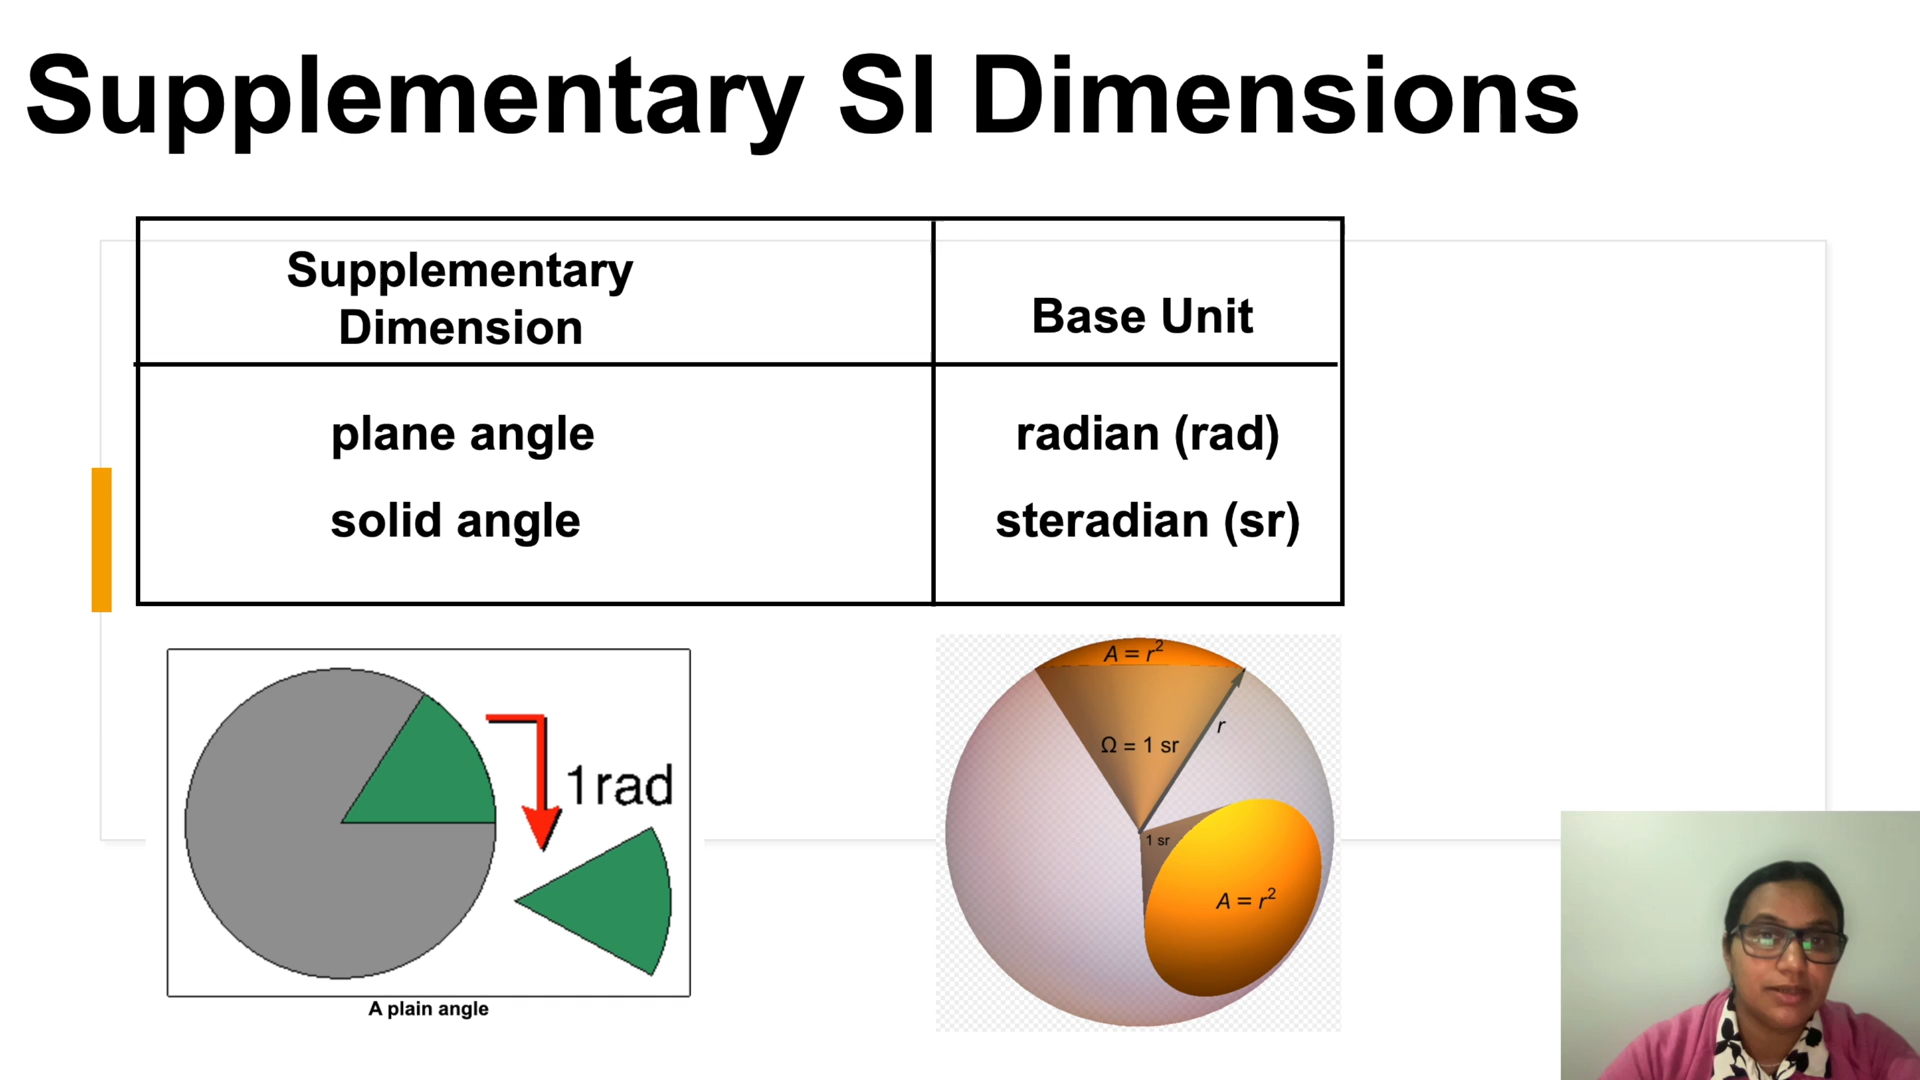 Supplementary SI Dimensions
Supplementary
Dimension
Base Unit
plane angle
radian (rad)
solid angle
steradian (sr)
1rad
A plain angle
A = r²
r
Ω = 1 sr
1 sr
A = r²